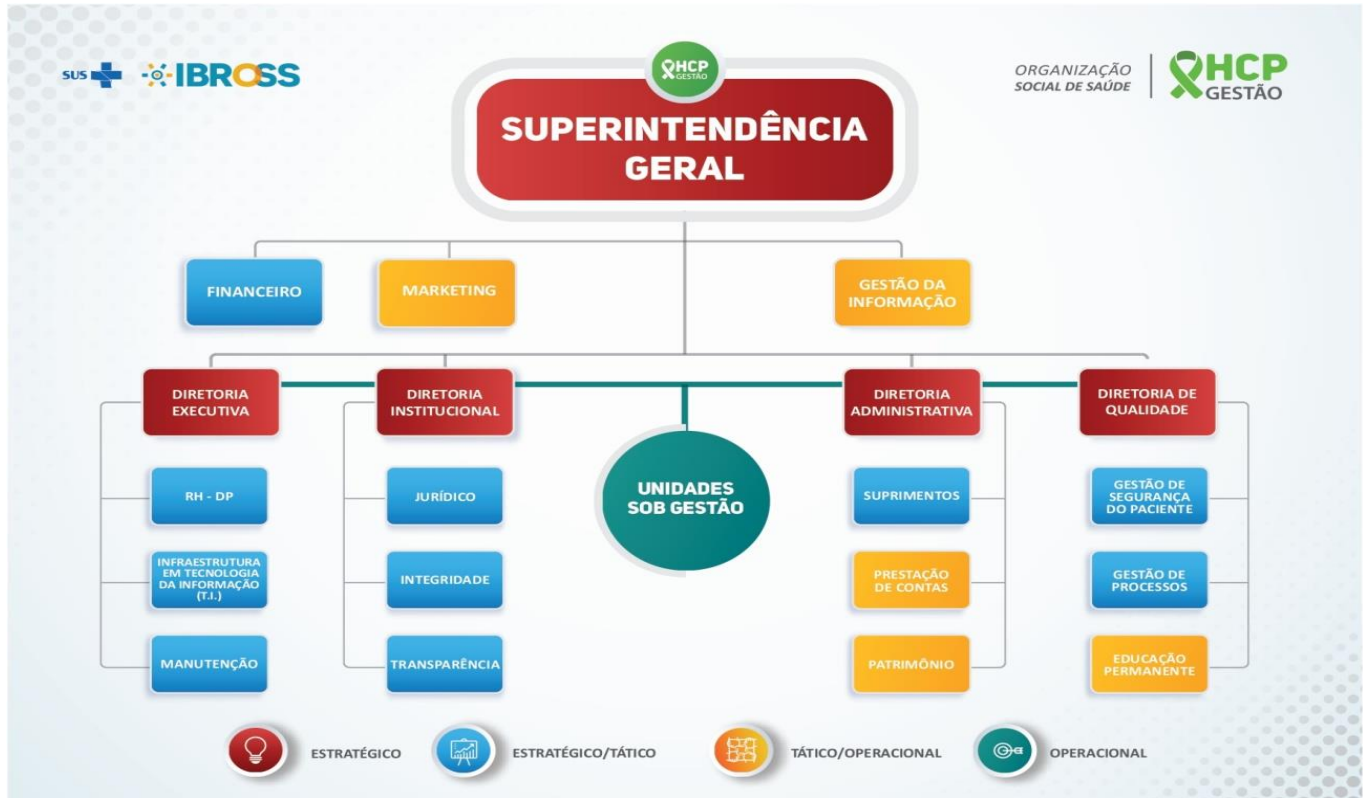 SUS
IBROSS
HCP
GESTÃO
ORGANIZAÇÃO
SOCIAL DE SAÚDE
HCP
GESTÃO
SUPERINTENDÊNCIA
GERAL
FINANCEIRO
MARKETING
GESTÃO DA
INFORMAÇÃO
DIRETORIA
EXECUTIVA
DIRETORIA
INSTITUCIONAL
DIRETORIA
ADMINISTRATIVA
DIRETORIA DE
QUALIDADE
UNIDADES
SOB GESTÃO
RH - DP
JURÍDICO
SUPRIMENTOS
GESTÃO DE
SEGURANÇA
DO PACIENTE
INFRAESTRUTURA
EM TECNOLOGIA
DA INFORMAÇÃO
(T.I.)
INTEGRIDADE
PRESTAÇÃO
DE CONTAS
GESTÃO DE
PROCESSOS
MANUTENÇÃO
TRANSPARÊNCIA
PATRIMÔNIO
EDUCAÇÃO
PERMANENTE
ESTRATÉGICO
ESTRATÉGICO/TÁTICO
TÁTICO/OPERACIONAL
OPERACIONAL